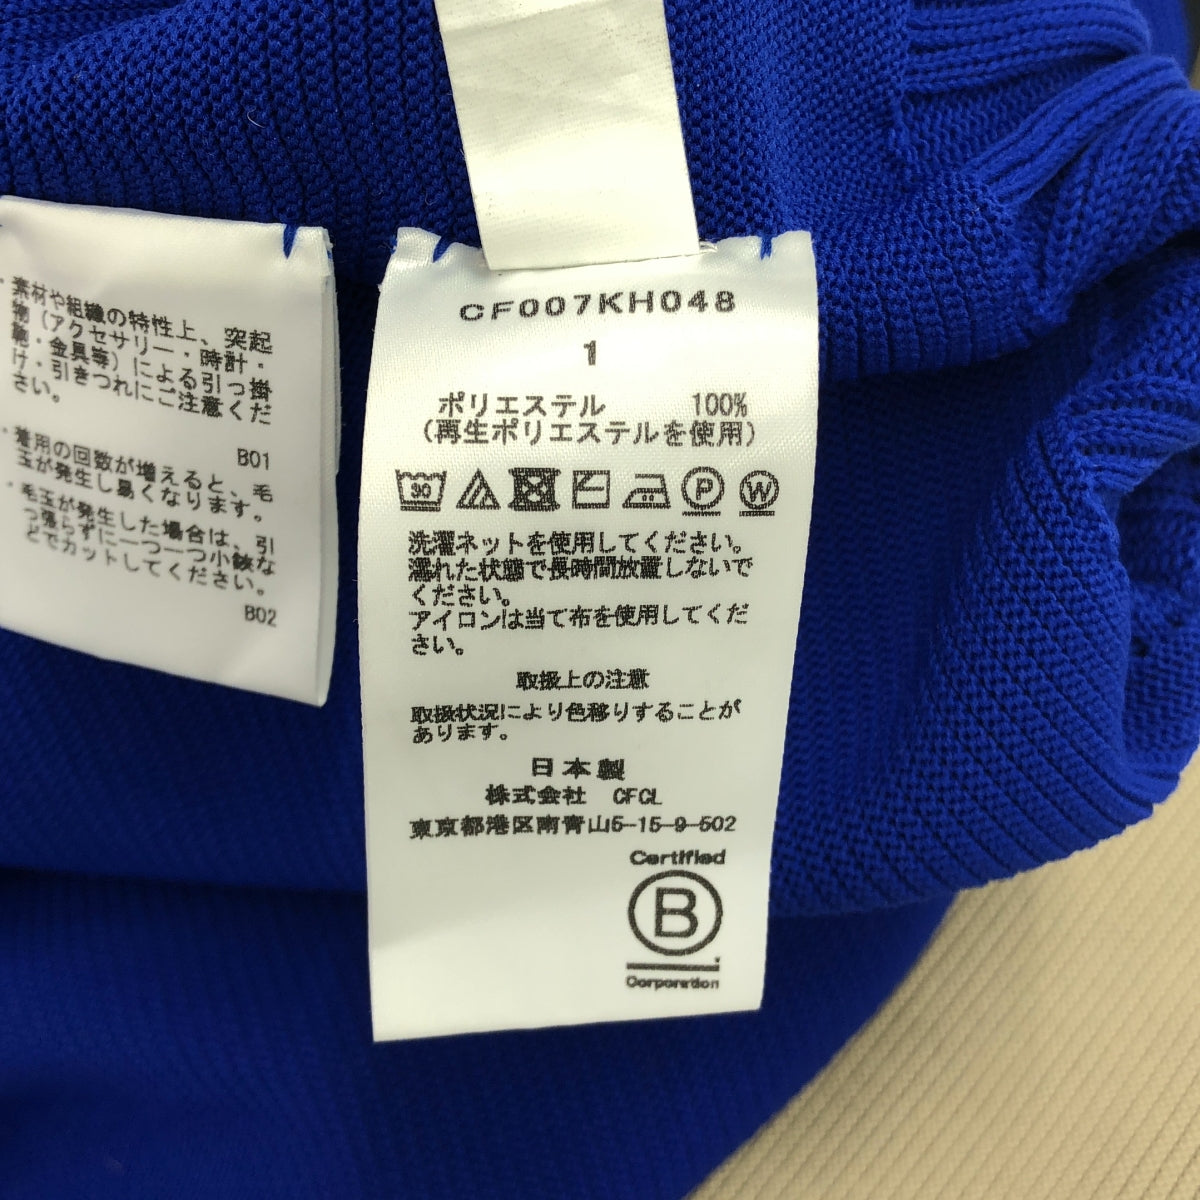 ・素材や組織の特性上、突起
物(アクセサリー・時計・
鞄・金具等)による引っ掛
け・引きつれにご注意くだ
さい。
B01
・着用の回数が増えると、毛
玉が発生し易くなります。
・毛玉が発生した場合は、引
っ張らずに一つ一つ小鋏な
どでカットしてください。
B02
CF007KH048
1
ポリエステル 100%
(再生ポリエステルを使用)
30
P
W
洗濯ネットを使用してください。
濡れた状態で長時間放置しないで
ください。
アイロンは当て布を使用してくだ
さい。
取扱上の注意
取扱状況により色移りすることが
あります。
日本製
株式会社 CFCL
東京都港区南青山5-15-9-502
Certified
B
Corporation